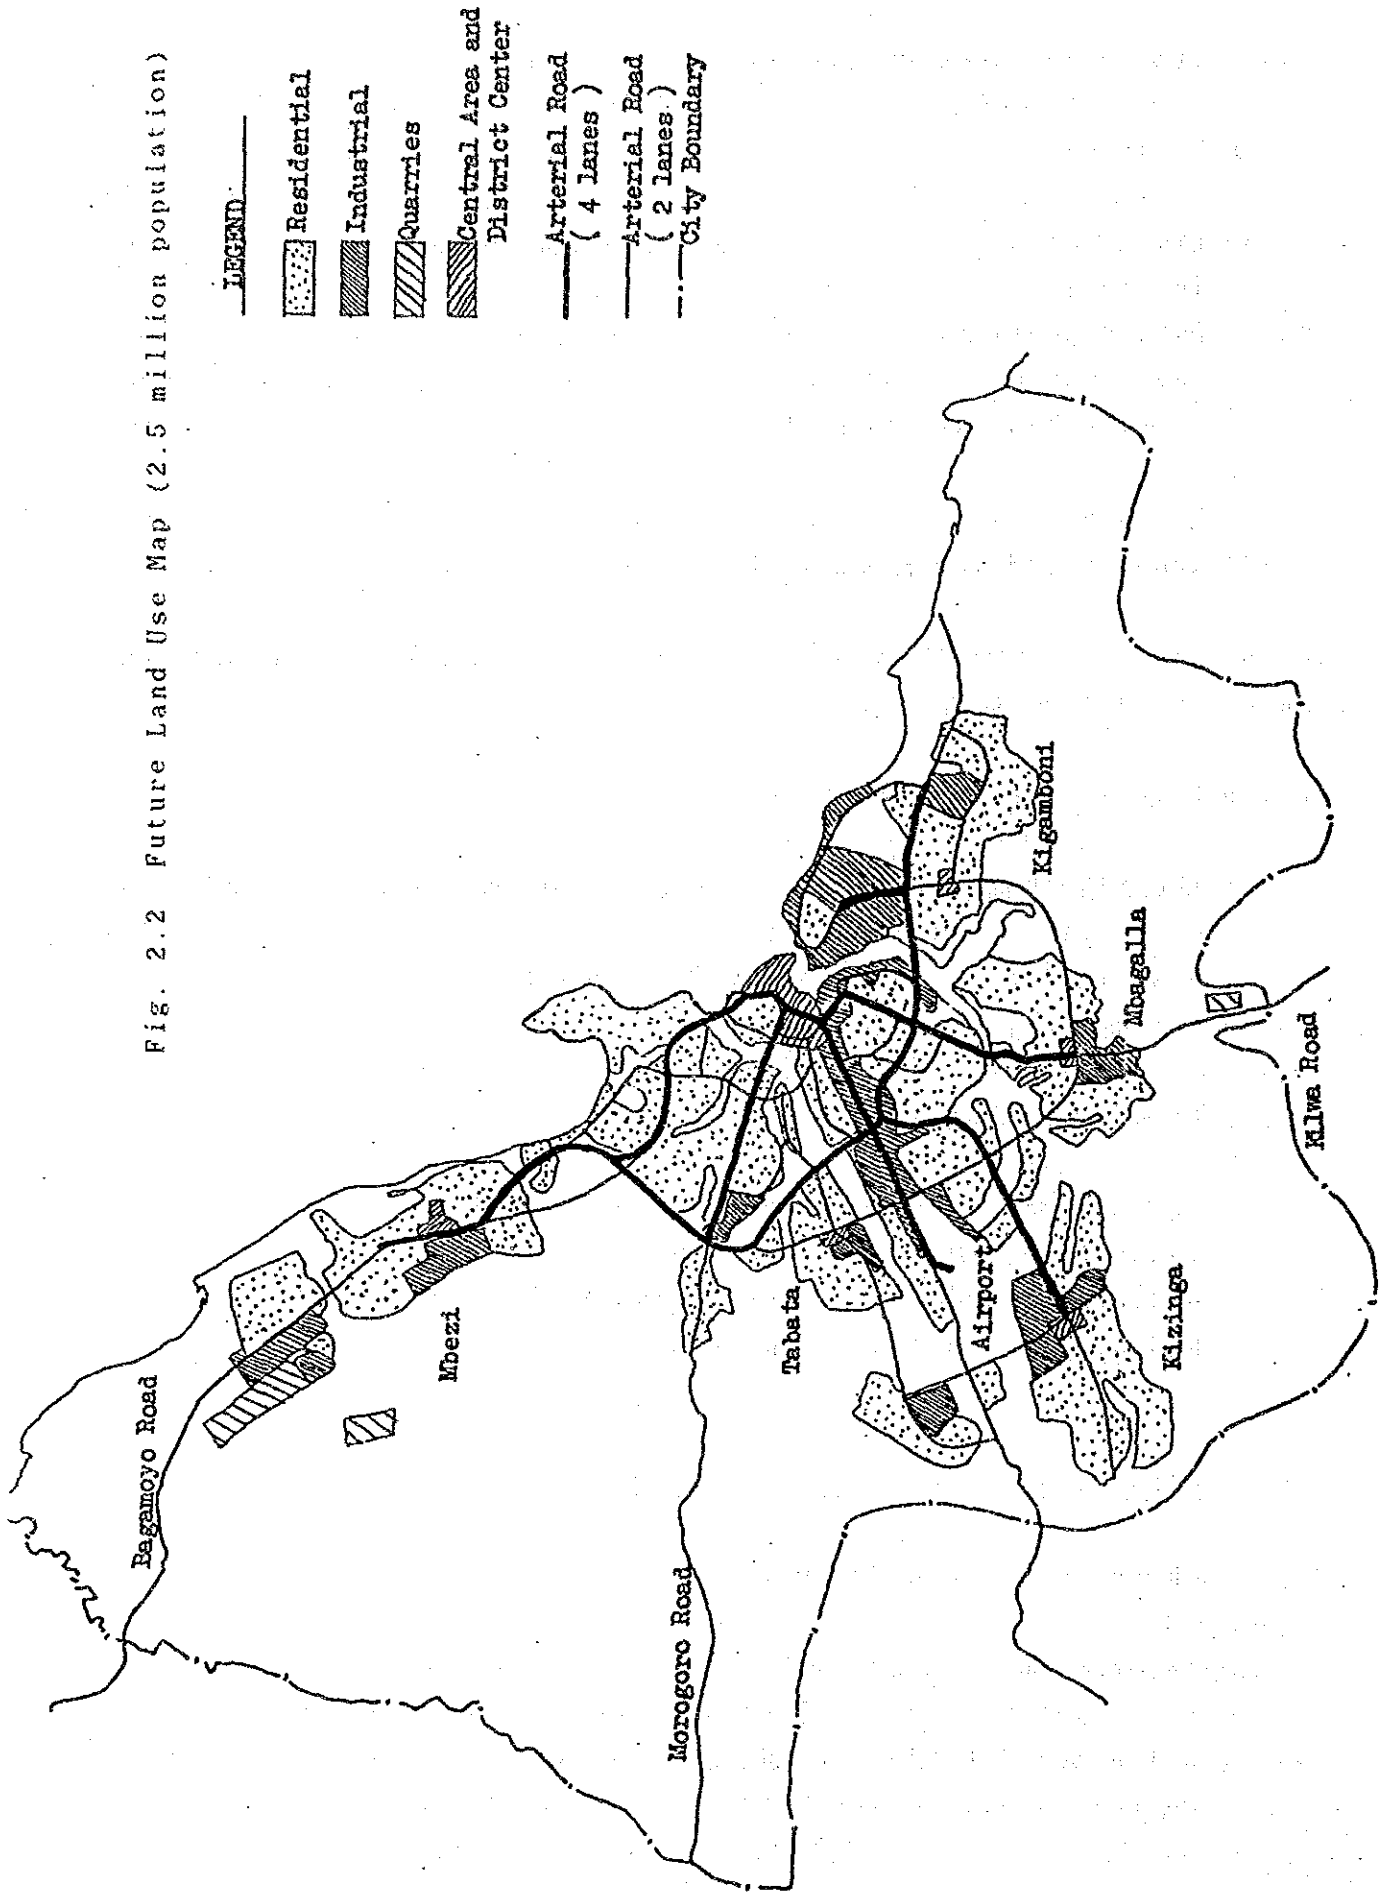 Fig. 2.2 Future Land Use Map (2.5 million population)
LEGEND
Residential
Industrial
Quarries
Central Area and
District Center
Arterial Road
( 4 lanes )
Arterial Road
( 2 lanes )
City Boundary
Bagamoyo Road
Mbezi
Morogoro Road
Tabata
Airport
Kizinga
Kilwa Road
Mbagalla
Kigamboni